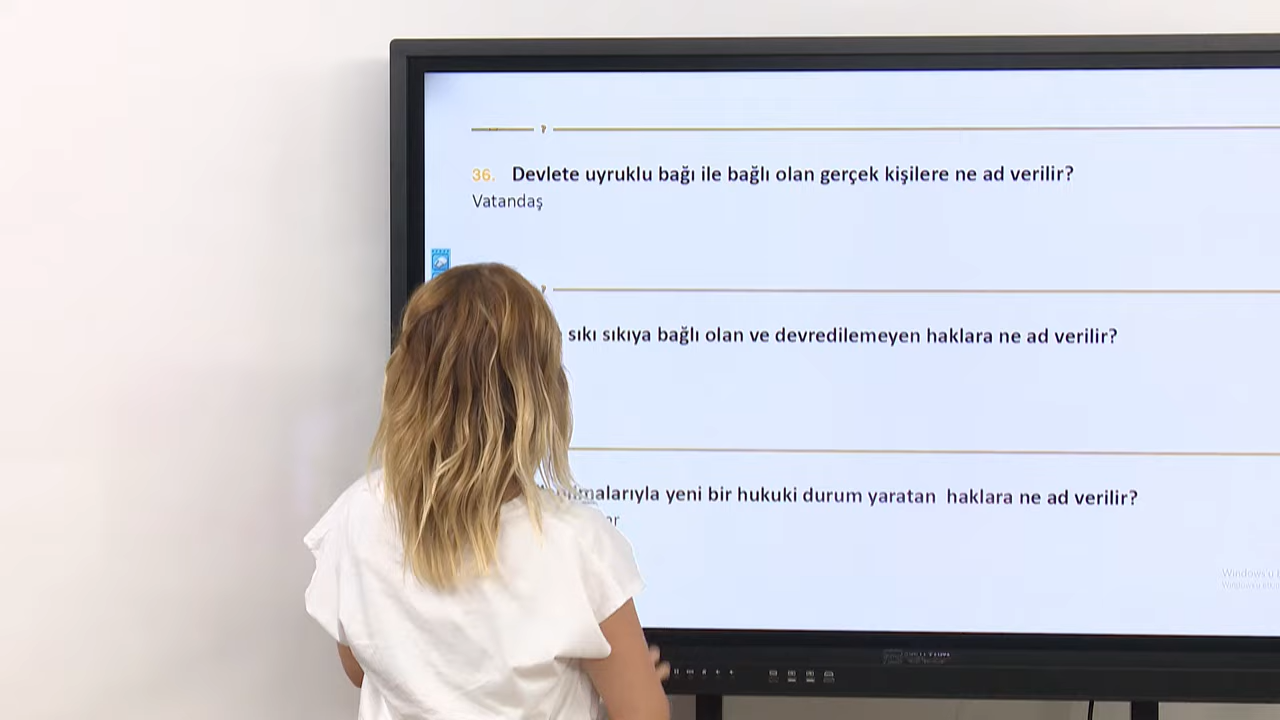 36. Devlete uyruklu bağı ile bağlı olan gerçek kişilere ne ad verilir?
Vatandaş
sıkı sıkıya bağlı olan ve devredilemeyen haklara ne ad verilir?
yeni bir hukuki durum yaratan haklara ne ad verilir?